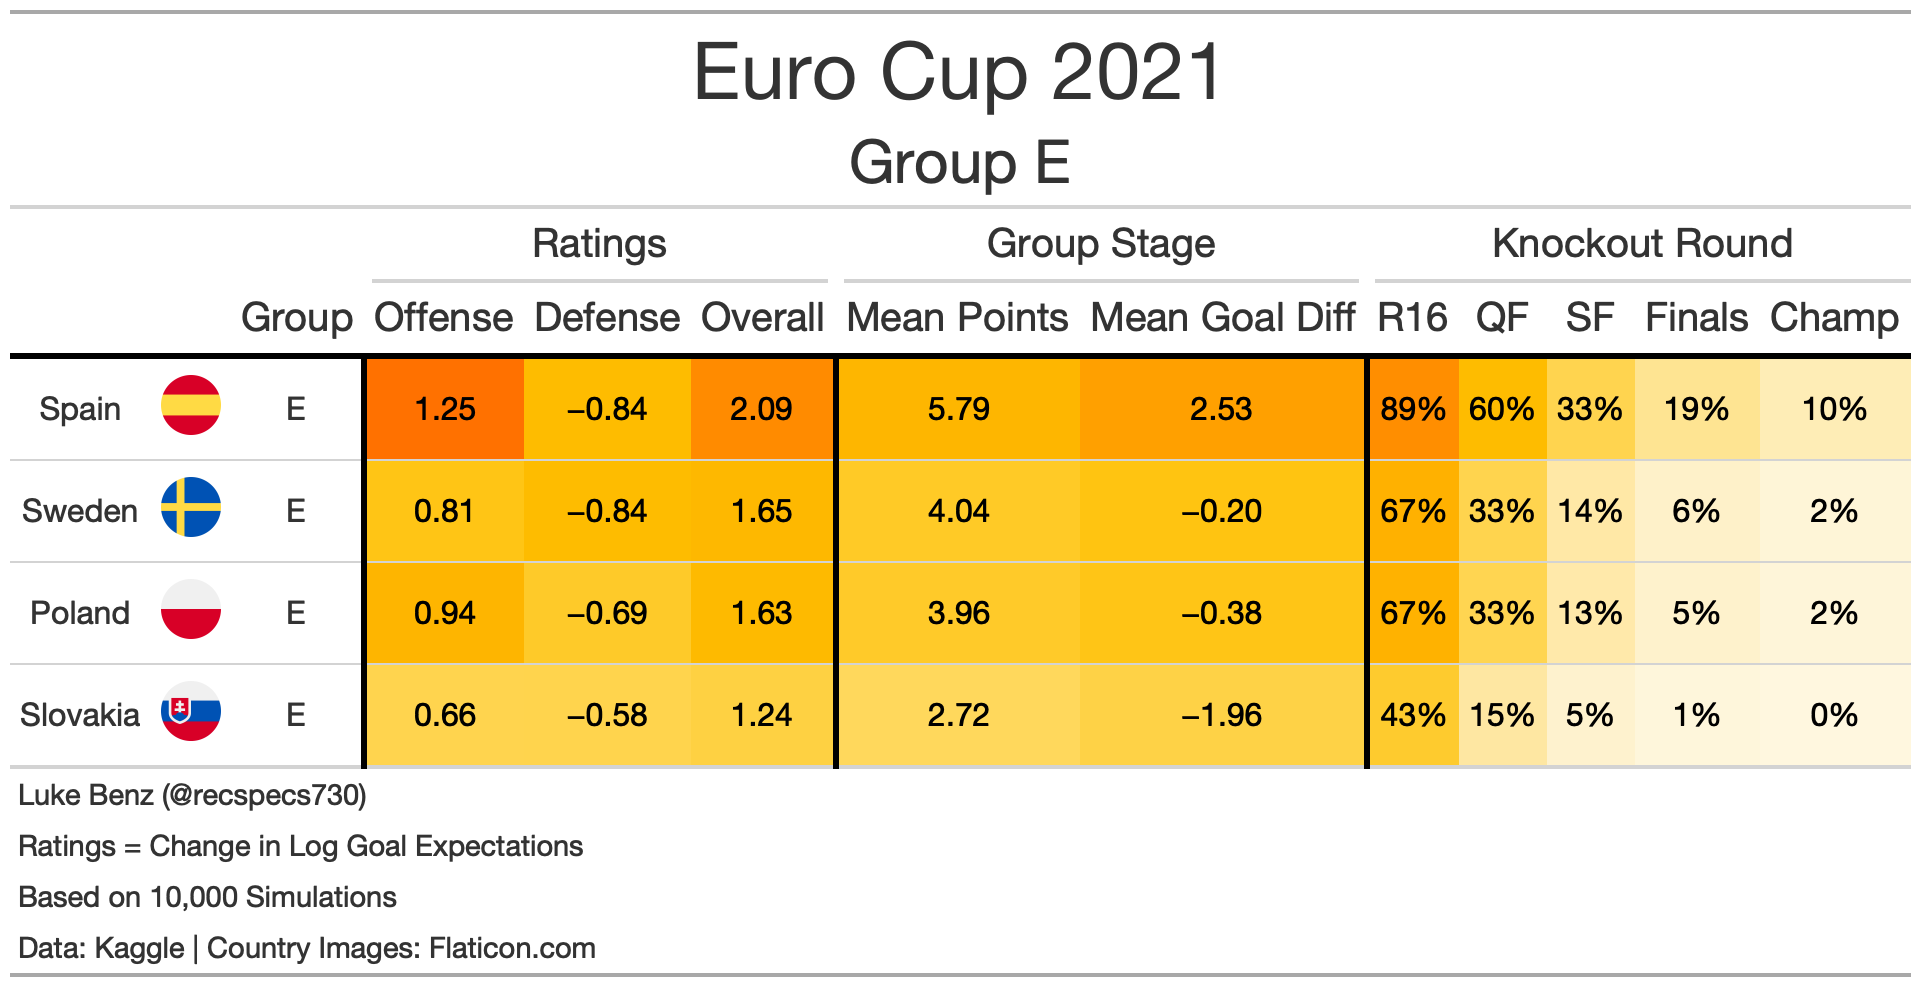 Euro Cup 2021
Group E
Ratings Group Stage Knockout Round
Group Offense Defense Overall Mean Points Mean Goal Diff R16 QF SF Finals Champ
Spain E 1.25 −0.84 2.09 5.79 2.53 89% 60% 33% 19% 10%
Sweden E 0.81 −0.84 1.65 4.04 −0.20 67% 33% 14% 6% 2%
Poland E 0.94 −0.69 1.63 3.96 −0.38 67% 33% 13% 5% 2%
Slovakia E 0.66 −0.58 1.24 2.72 −1.96 43% 15% 5% 1% 0%
Luke Benz (@recspecs730)
Ratings = Change in Log Goal Expectations
Based on 10,000 Simulations
Data: Kaggle | Country Images: Flaticon.com